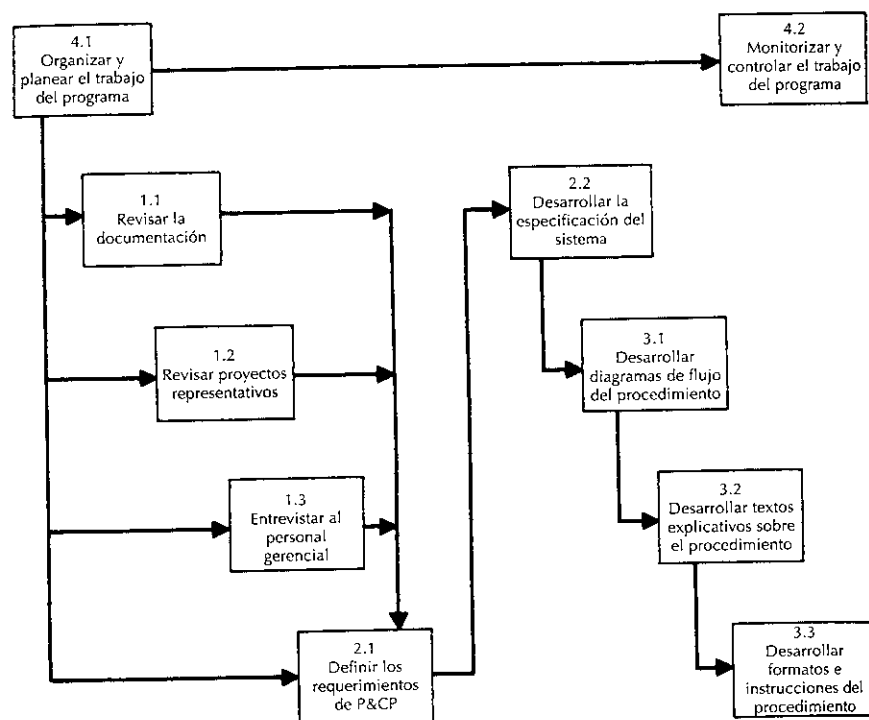 4.1
Organizar y
planear el trabajo
del programa
4.2
Monitorizar y
controlar el trabajo
del programa
1.1
Revisar la
documentación
2.2
Desarrollar la
especificación del
sistema
1.2
Revisar proyectos
representativos
3.1
Desarrollar
diagramas de flujo
del procedimiento
1.3
Entrevistar al
personal
gerencial
3.2
Desarrollar textos
explicativos sobre
el procedimiento
2.1
Definir los
requerimientos
de P&CP
3.3
Desarrollar
formatos e
instrucciones del
procedimiento